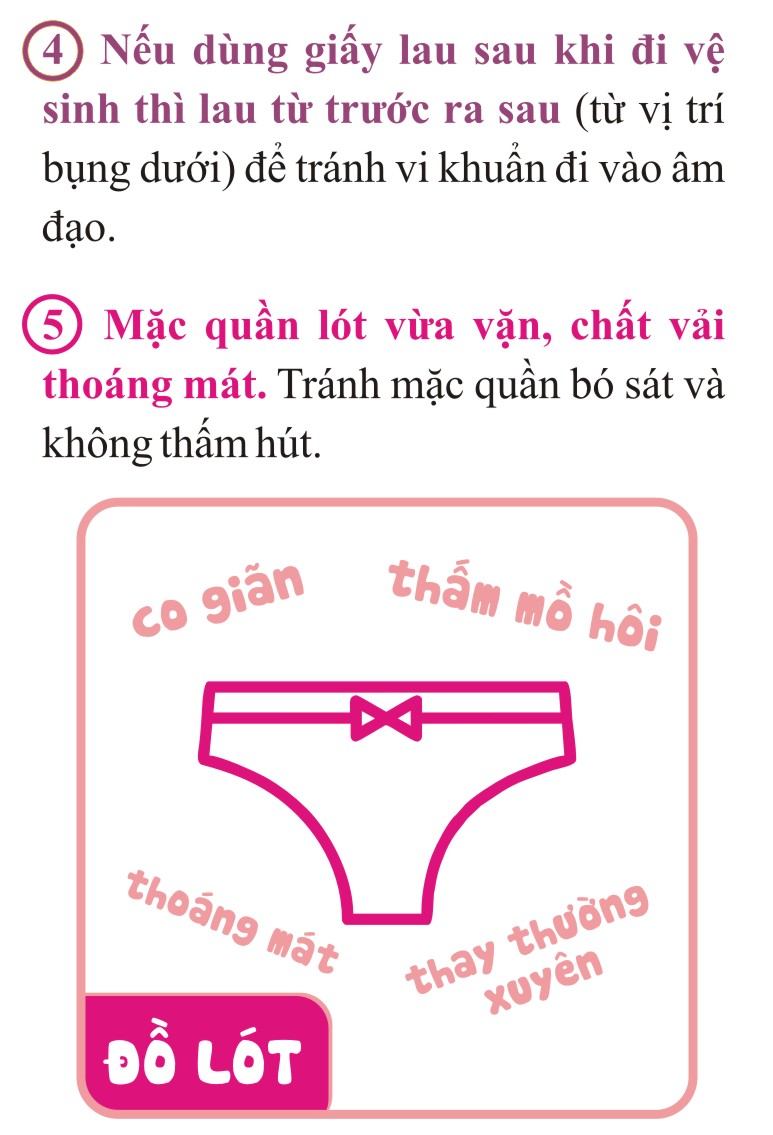 4 Nếu dùng giấy lau sau khi đi vệ
sinh thì lau từ trước ra sau (từ vị trí
bụng dưới) để tránh vi khuẩn đi vào âm
đạo.
5 Mặc quần lót vừa vặn, chất vải
thoáng mát. Tránh mặc quần bó sát và
không thấm hút.
co giãn
thấm mồ hôi
thoáng mát
thay thường
xuyên
ĐỒ LÓT